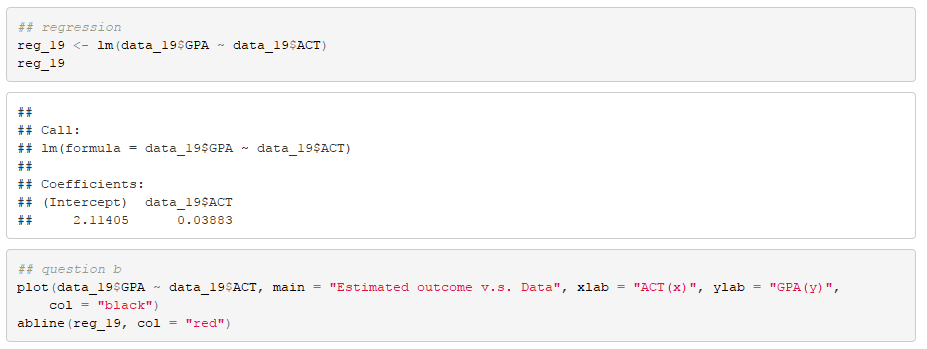 ## regression
reg_19 <- lm(data_19$GPA ~ data_19$ACT)
reg_19
##
## Call:
## lm(formula = data_19$GPA ~ data_19$ACT)
##
## Coefficients:
## (Intercept)  data_19$ACT
##     2.11405      0.03883
## question b
plot(data_19$GPA ~ data_19$ACT, main = "Estimated outcome v.s. Data", xlab = "ACT(x)", ylab = "GPA(y)",
    col = "black")
abline(reg_19, col = "red")